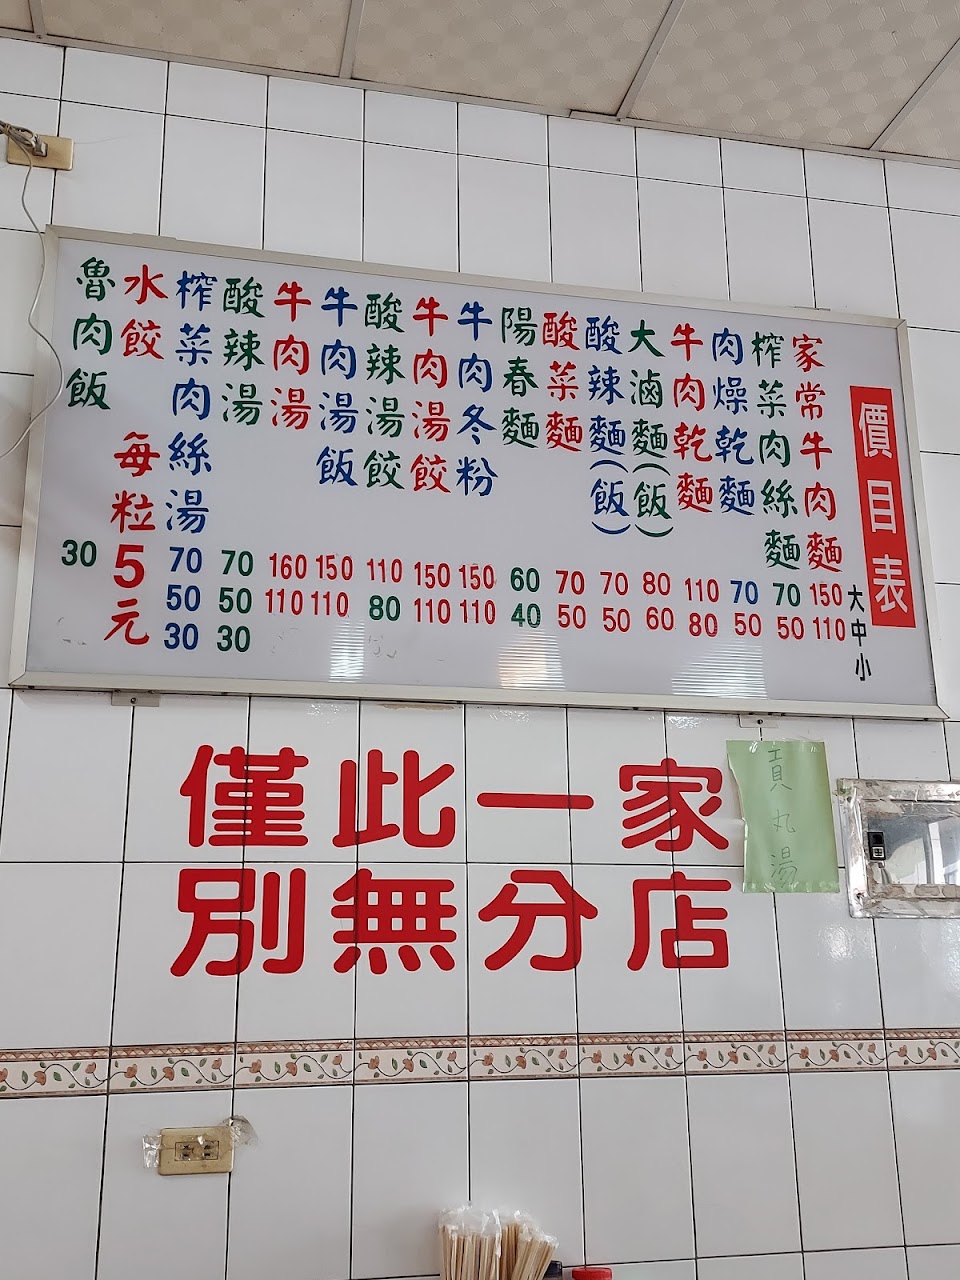 價目表
大 中 小
家常牛肉麵 150 110
榨菜肉絲麵 70 50
肉燥乾麵 70 50
牛肉乾麵 110 80
大滷麵(飯) 80 60
酸辣麵(飯) 70 50
酸菜麵 70 50
陽春麵 60 40
牛肉冬粉 150 110
牛肉湯餃 150 110
酸辣湯餃 110 80
牛肉湯飯 150 110
牛肉湯 160 110
酸辣湯 70 50 30
榨菜肉絲湯 70 50 30
水餃 每粒5元
魯肉飯 30
僅此一家
別無分店
貢丸湯